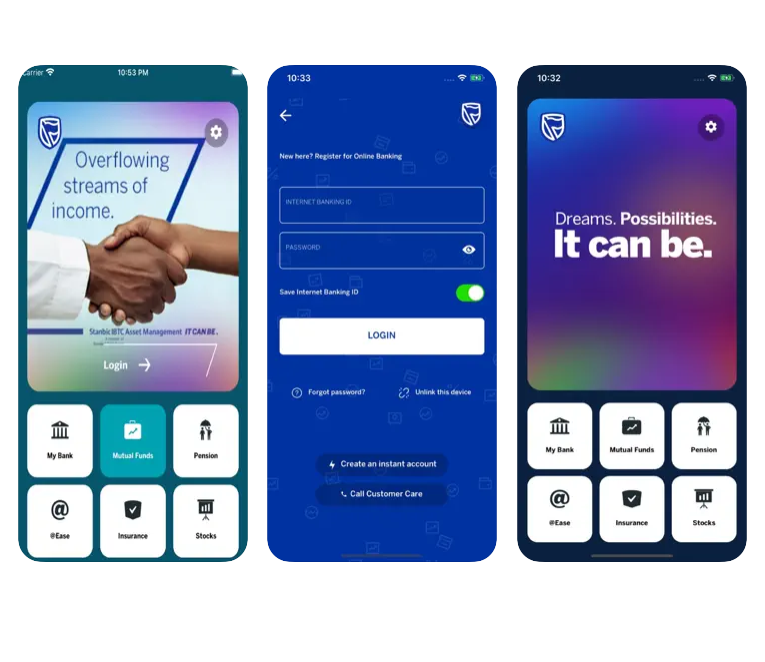 Carrier
10:53 PM
Overflowing
streams of
income.
Stanbic IBTC Asset Management IT CAN BE.
Login
My Bank
Mutual Funds
Pension
@Ease
Insurance
Stocks
10:33
New here? Register for Online Banking
INTERNET BANKING ID
PASSWORD
Save Internet Banking ID
LOGIN
Forgot password?
Unlink this device
Create an instant account
Call Customer Care
10:32
Dreams. Possibilities.
It can be.
My Bank
Mutual Funds
Pension
@Ease
Insurance
Stocks